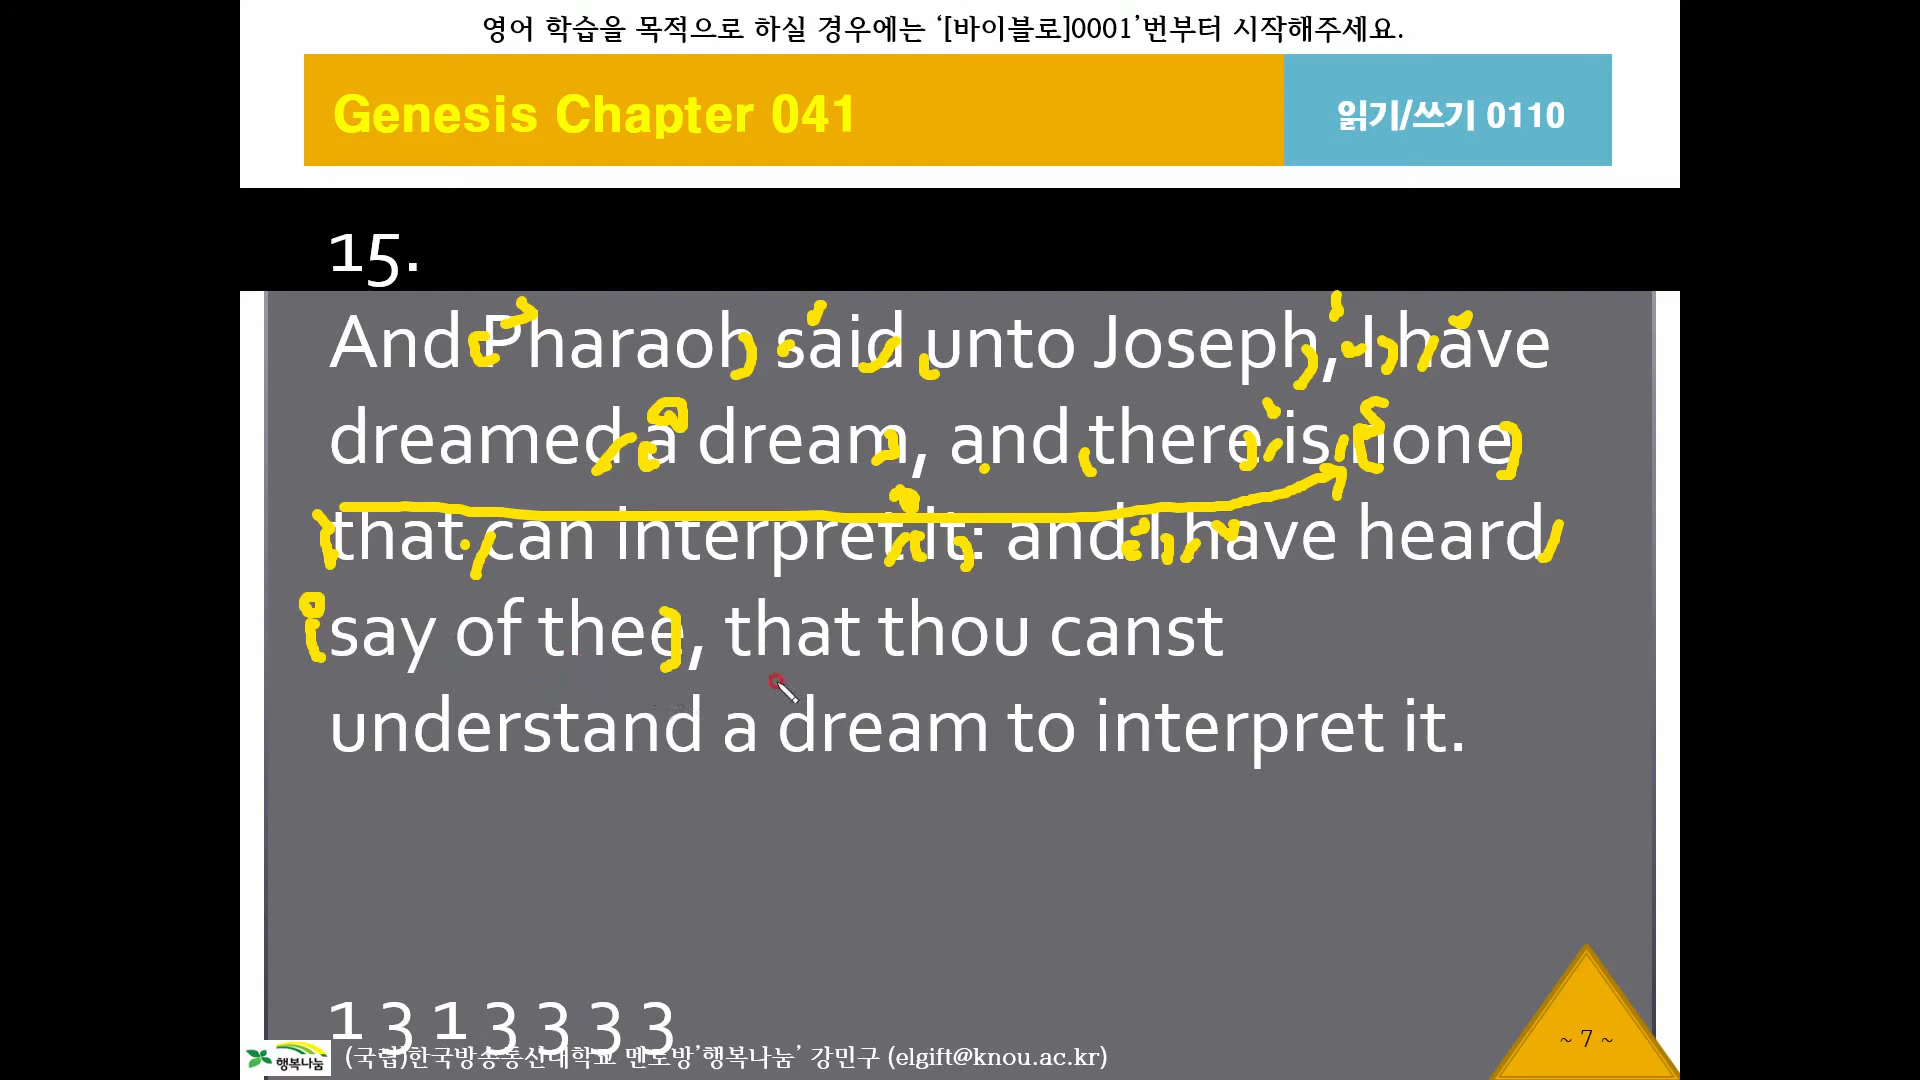 영어 학습을 목적으로 하실 경우에는 ‘[바이블로]0001’번부터 시작해주세요.
Genesis Chapter 041
읽기/쓰기 0110
15.
And Pharaoh said unto Joseph, I have
dreamed a dream, and there is none
that can interpret it: and I have heard
say of thee, that thou canst
understand a dream to interpret it.
1 3 1 3 3 3 3
행복나눔
(국립)한국방송통신대학교 멘토방’행복나눔’ 강민구 (elgift@knou.ac.kr)
~ 7 ~